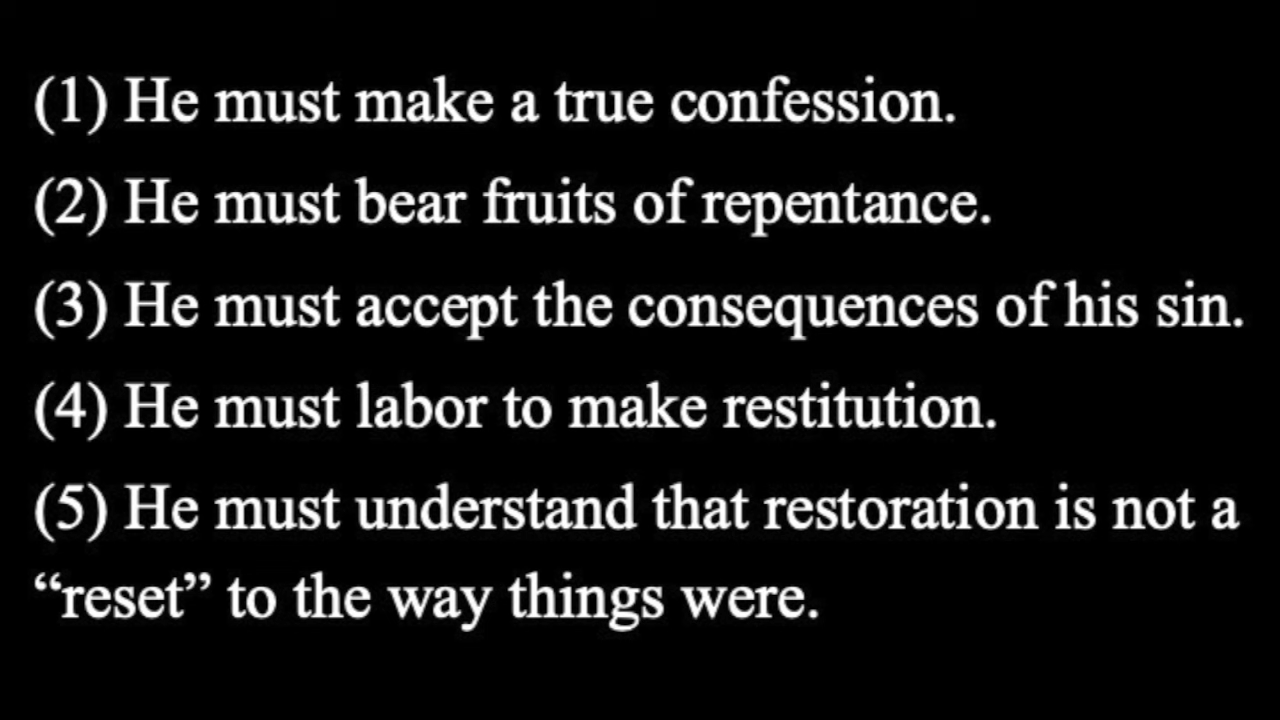 (1) He must make a true confession.
(2) He must bear fruits of repentance.
(3) He must accept the consequences of his sin.
(4) He must labor to make restitution.
(5) He must understand that restoration is not a
“reset” to the way things were.